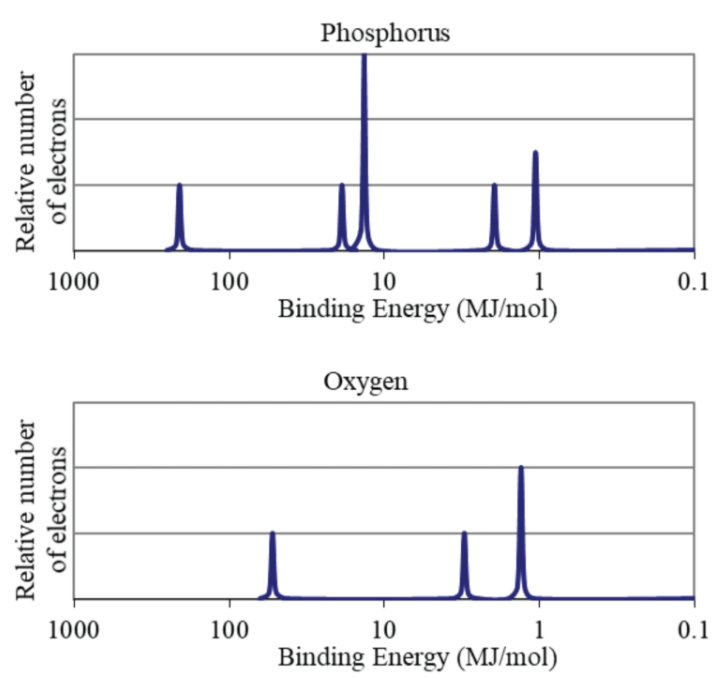 Phosphorus
Relative number
of electrons
1000 100 10 1 0.1
Binding Energy (MJ/mol)
Oxygen
Relative number
of electrons
1000 100 10 1 0.1
Binding Energy (MJ/mol)